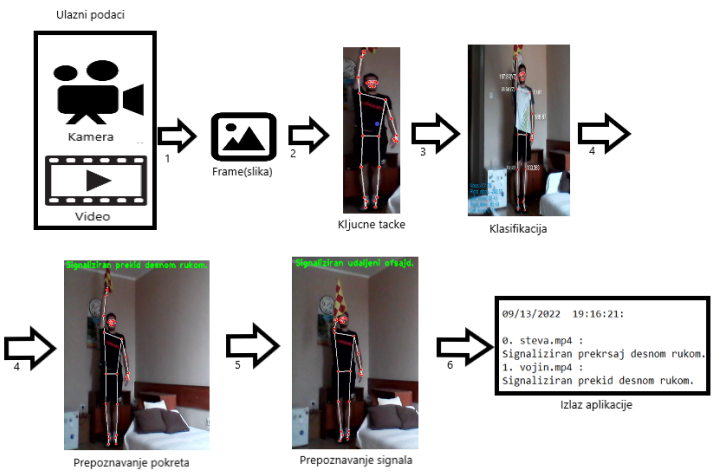 Ulazni podaci
Kamera
Video
1
Frame(slika)
2
Kljucne tacke
3
Klasifikacija
4
4
Signaliziran prekid desnom rukom.
Prepoznavanje pokreta
5
Signaliziran udaljeni ofsajd.
Prepoznavanje signala
6
09/13/2022 19:16:21:
0. steva.mp4 :
Signaliziran prekrsaj desnom rukom.
1. vojin.mp4 :
Signaliziran prekid desnom rukom.
Izlaz aplikacije